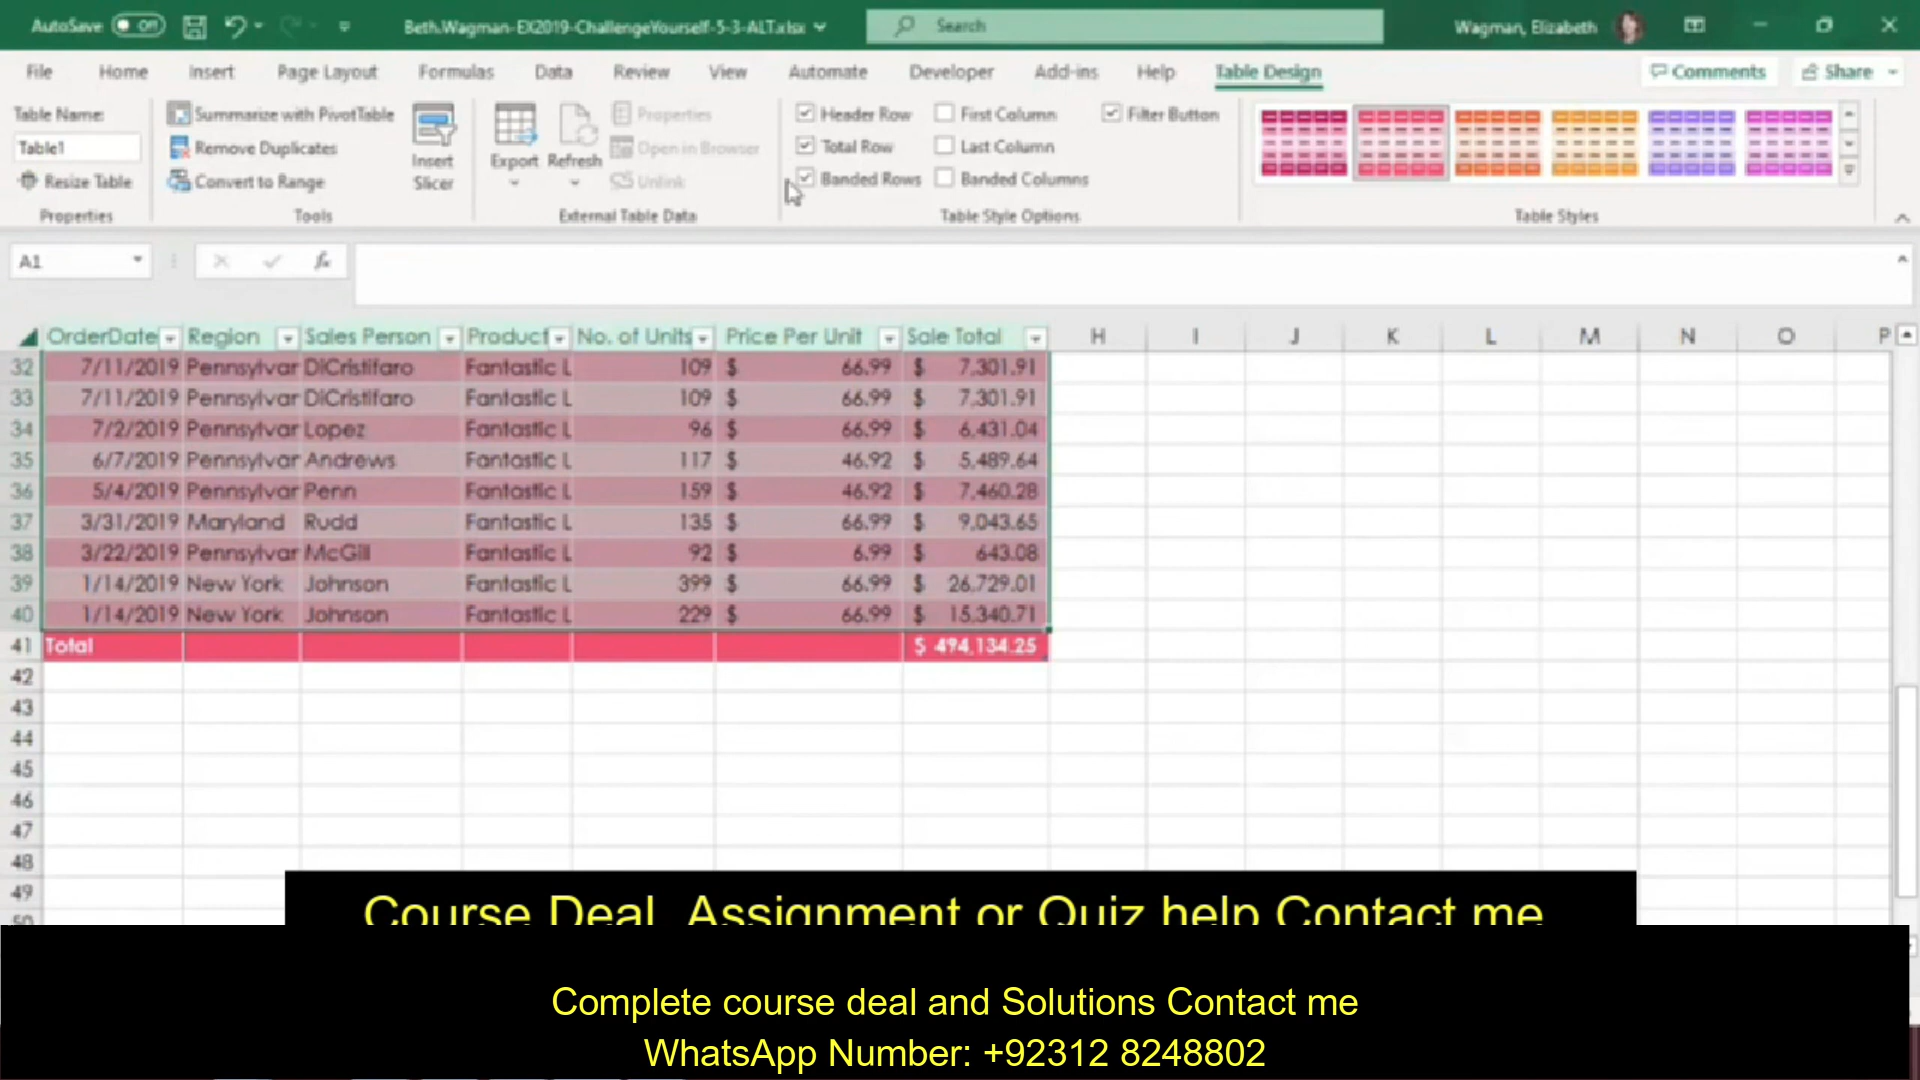 AutoSave Off Beth.Wagman-EX2019-ChallengeYourself-5-3-ALT.xlsx Search Wagman, Elizabeth
File Home Insert Page Layout Formulas Data Review View Automate Developer Add-ins Help Table Design Comments Share
Table Name: Summarize with PivotTable Properties Header Row First Column Filter Button
Table1 Remove Duplicates Insert Slicer Export Refresh Open in Browser Total Row Last Column
Resize Table Convert to Range Unlink Banded Rows Banded Columns
Properties Tools External Table Data Table Style Options Table Styles
A1 fx
OrderDate Region Sales Person Product No. of Units Price Per Unit Sale Total H I J K L M N O P
32 7/11/2019 Pennsylvan DiCristifaro Fantastic L 109 $ 66.99 $ 7,301.91
33 7/11/2019 Pennsylvan DiCristifaro Fantastic L 109 $ 66.99 $ 7,301.91
34 7/2/2019 Pennsylvan Lopez Fantastic L 96 $ 66.99 $ 6,431.04
35 6/7/2019 Pennsylvan Andrews Fantastic L 117 $ 46.92 $ 5,489.64
36 5/4/2019 Pennsylvan Penn Fantastic L 159 $ 46.92 $ 7,460.28
37 3/31/2019 Maryland Rudd Fantastic L 135 $ 66.99 $ 9,043.65
38 3/22/2019 Pennsylvan McGill Fantastic L 92 $ 6.99 $ 643.08
39 1/14/2019 New York Johnson Fantastic L 399 $ 66.99 $ 26,729.01
40 1/14/2019 New York Johnson Fantastic L 229 $ 66.99 $ 15,340.71
41 Total $ 494,134.25
42
43
44
45
46
47
48
49
50
Course Deal, Assignment or Quiz help Contact me
Complete course deal and Solutions Contact me
WhatsApp Number: +92312 8248802